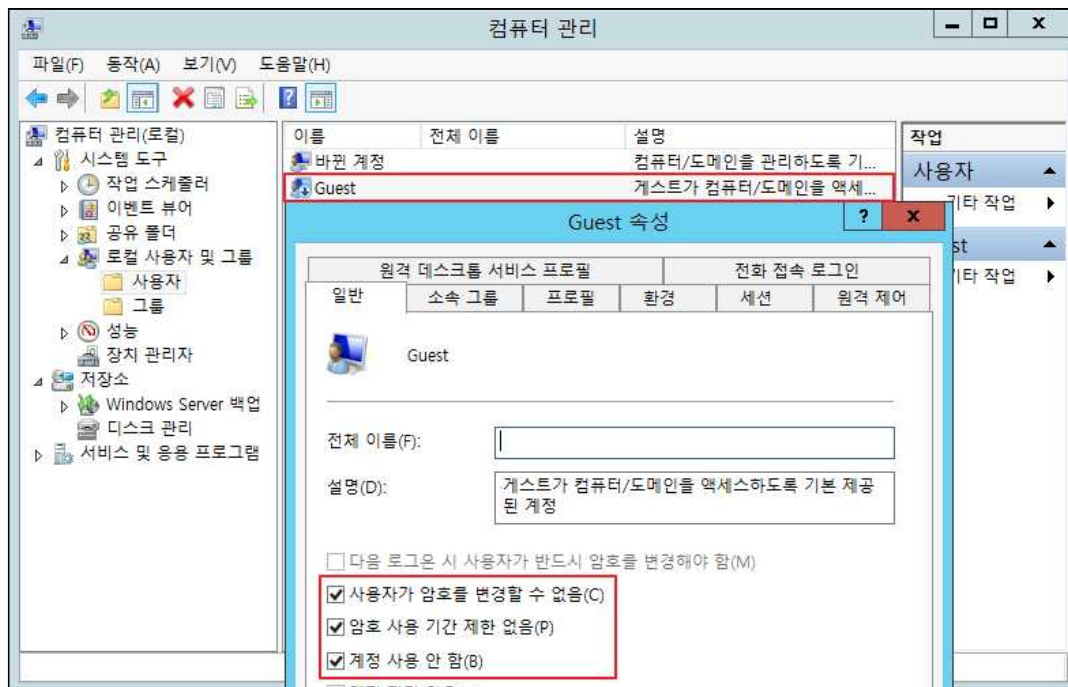 컴퓨터 관리
파일(F) 동작(A) 보기(V) 도움말(H)
컴퓨터 관리(로컬)
시스템 도구
작업 스케줄러
이벤트 뷰어
공유 폴더
로컬 사용자 및 그룹
사용자
그룹
성능
장치 관리자
저장소
Windows Server 백업
디스크 관리
서비스 및 응용 프로그램
이름 전체 이름 설명
바뀐 계정 컴퓨터/도메인을 관리하도록 기...
Guest 게스트가 컴퓨터/도메인을 액세...
작업
사용자
기타 작업
st
기타 작업
Guest 속성
원격 데스크톱 서비스 프로필 전화 접속 로그인
일반 소속 그룹 프로필 환경 세션 원격 제어
Guest
전체 이름(F):
설명(D): 게스트가 컴퓨터/도메인을 액세스하도록 기본 제공
된 계정
다음 로그온 시 사용자가 반드시 암호를 변경해야 함(M)
사용자가 암호를 변경할 수 없음(C)
암호 사용 기간 제한 없음(P)
계정 사용 안 함(B)